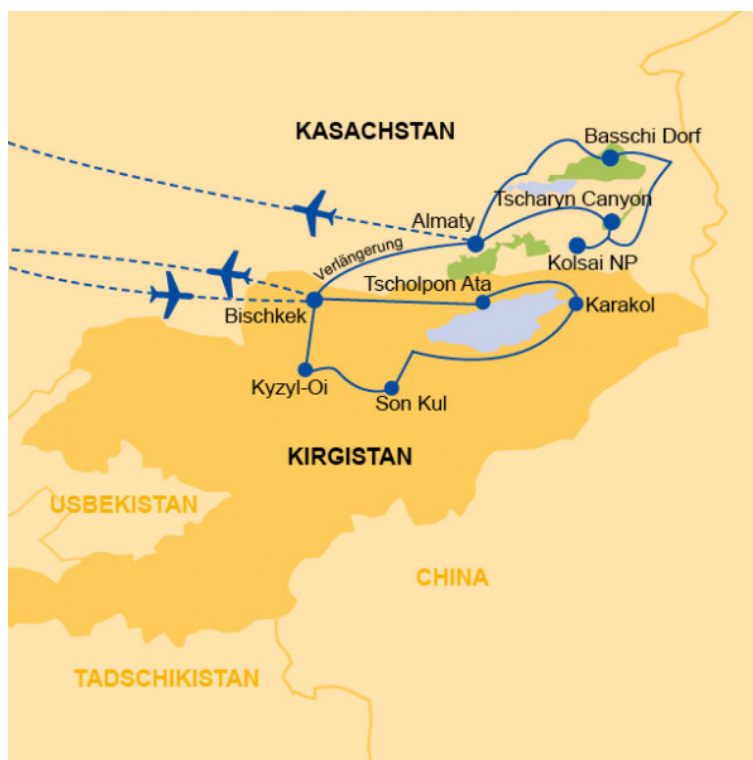 KASACHSTAN
Basschi Dorf
Tscharyn Canyon
Almaty
Verlängerung
Kolsai NP
Tscholpon Ata
Bischkek
Karakol
Kyzyl-Oi
Son Kul
KIRGISTAN
USBEKISTAN
CHINA
TADSCHIKISTAN